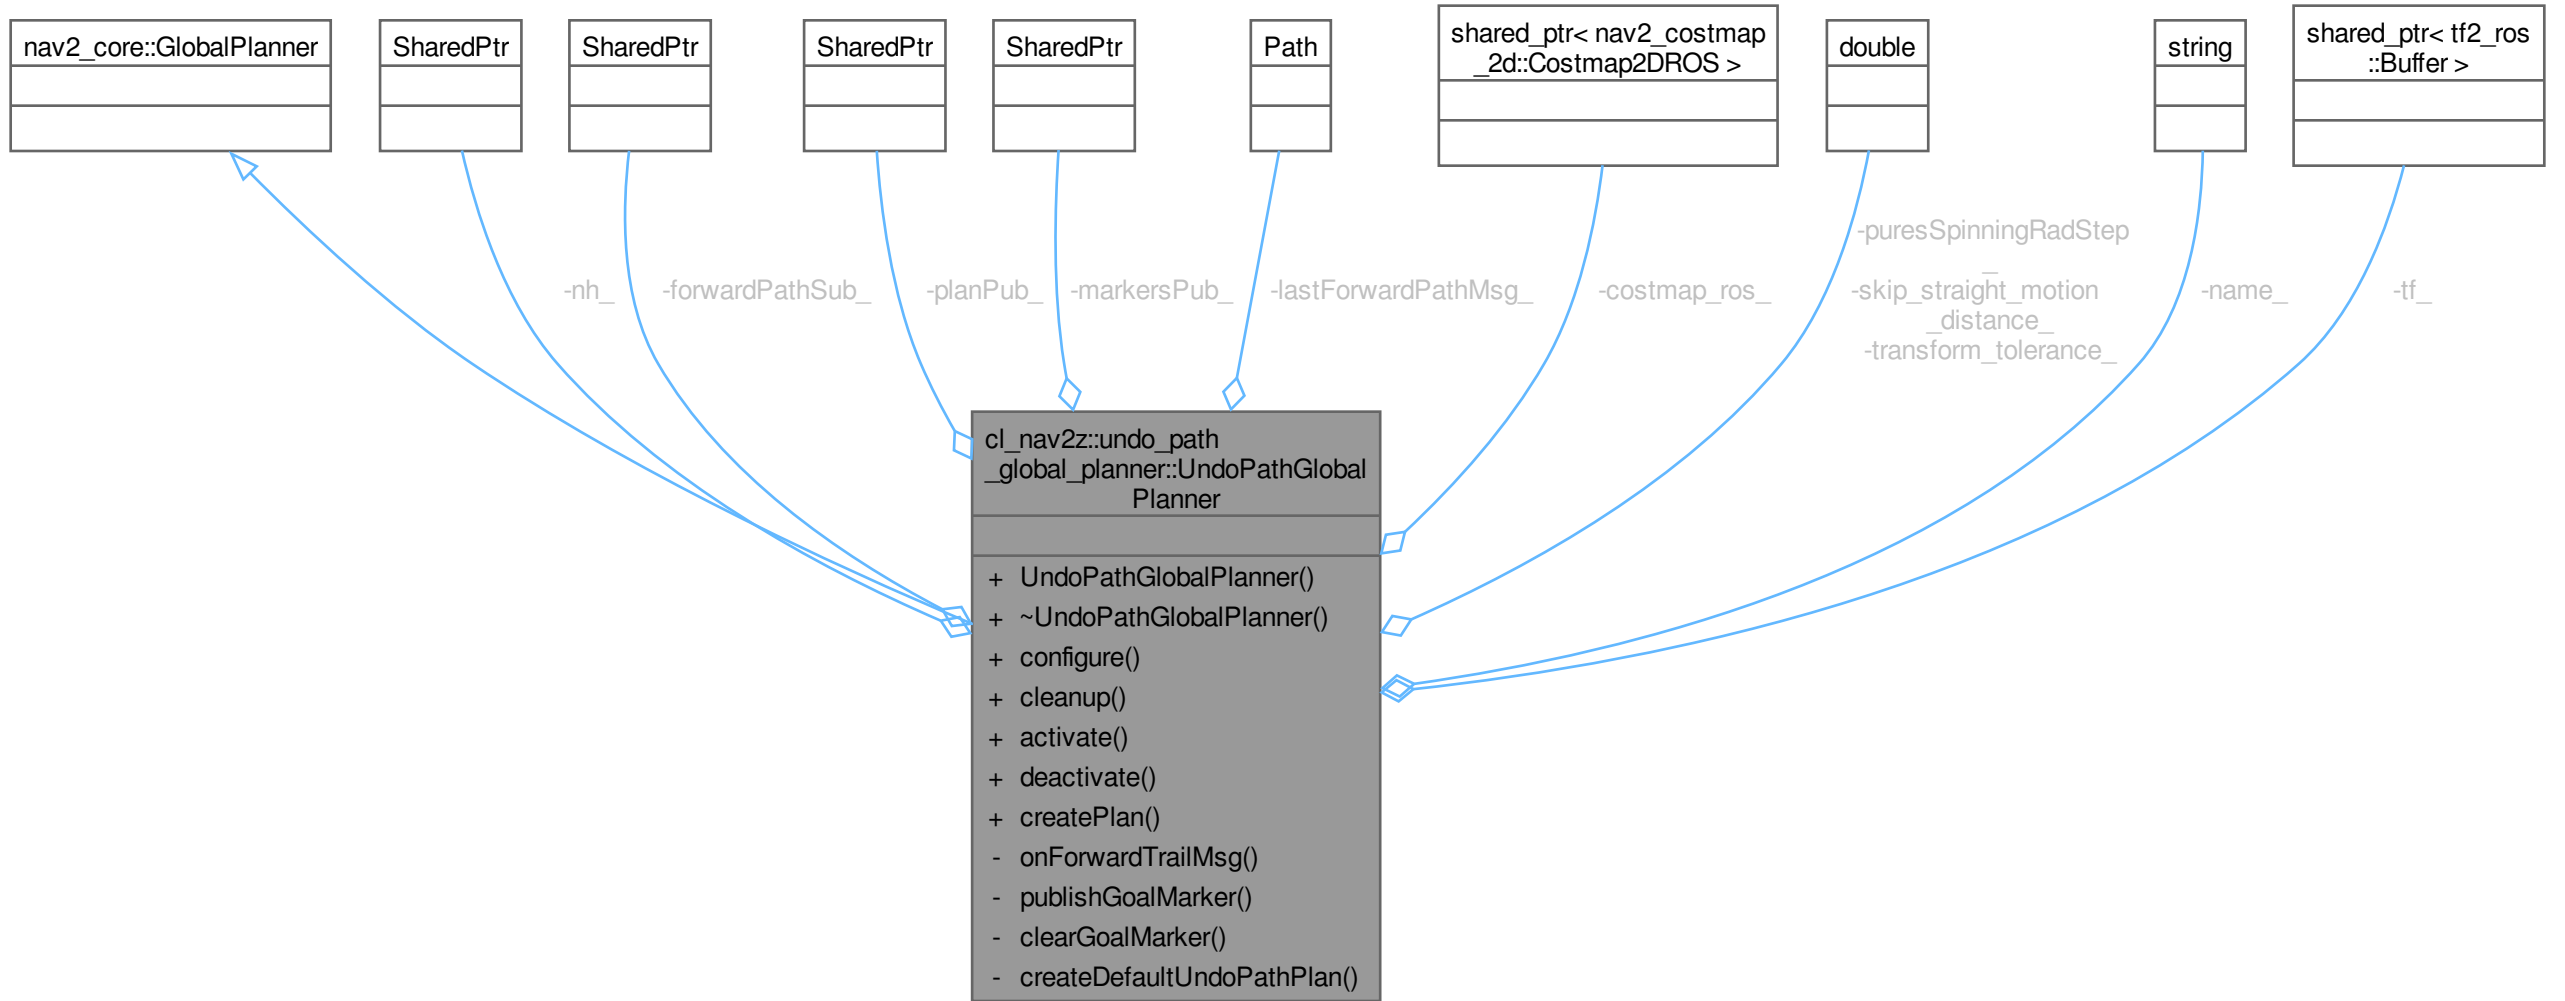 nav2_core::GlobalPlanner
SharedPtr
SharedPtr
SharedPtr
SharedPtr
Path
shared_ptr< nav2_costmap
_2d::Costmap2DROS >
double
string
shared_ptr< tf2_ros
::Buffer >
-nh_
-forwardPathSub_
-planPub_
-markersPub_
-lastForwardPathMsg_
-costmap_ros_
-puresSpinningRadStep
_
-skip_straight_motion
_distance_
-transform_tolerance_
-name_
-tf_
cl_nav2z::undo_path
_global_planner::UndoPathGlobal
Planner
+ UndoPathGlobalPlanner()
+ ~UndoPathGlobalPlanner()
+ configure()
+ cleanup()
+ activate()
+ deactivate()
+ createPlan()
- onForwardTrailMsg()
- publishGoalMarker()
- clearGoalMarker()
- createDefaultUndoPathPlan()